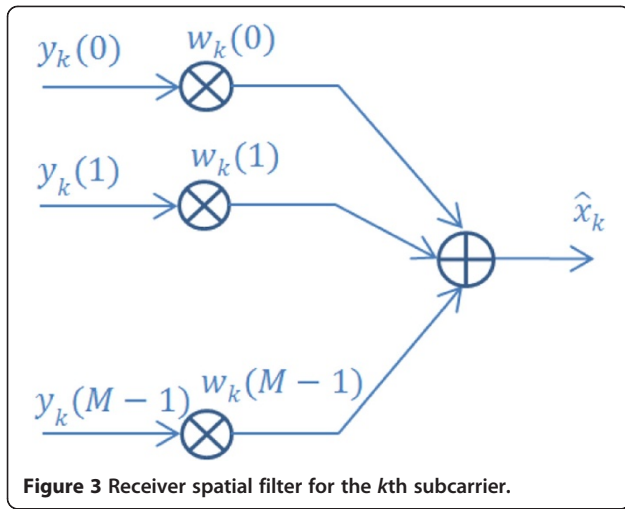 y_k(0) w_k(0)
y_k(1) w_k(1)
x̂_k
y_k(M − 1) w_k(M − 1)
Figure 3 Receiver spatial filter for the kth subcarrier.